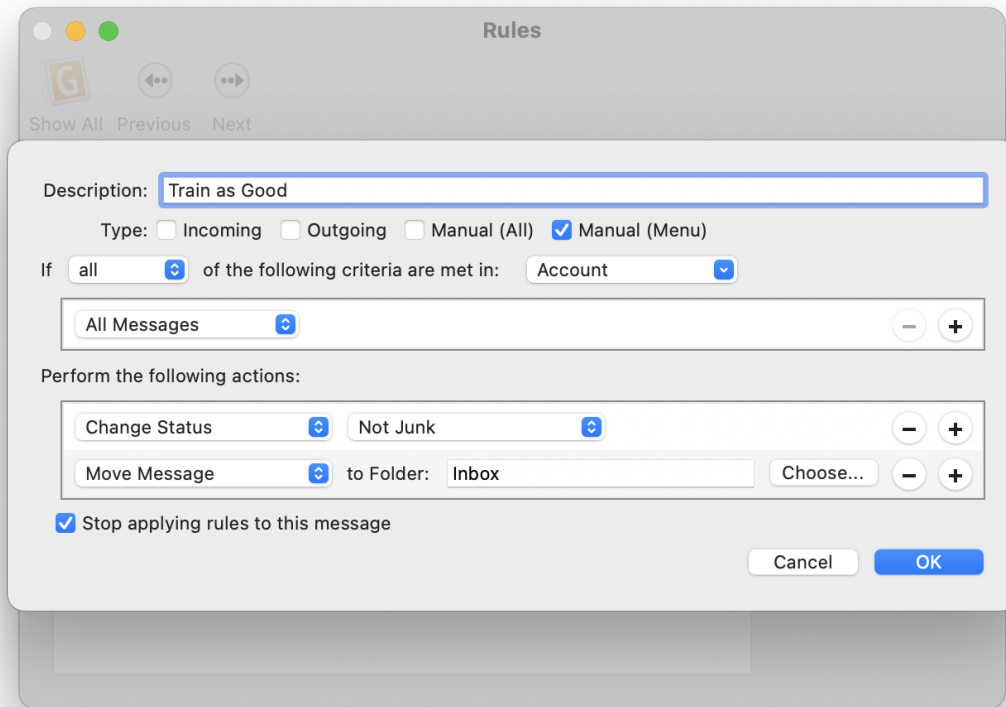 Rules
G
Show All Previous Next
Description: Train as Good
Type: Incoming Outgoing Manual (All) Manual (Menu)
If all of the following criteria are met in: Account
All Messages
Perform the following actions:
Change Status Not Junk
Move Message to Folder: Inbox Choose...
Stop applying rules to this message
Cancel OK